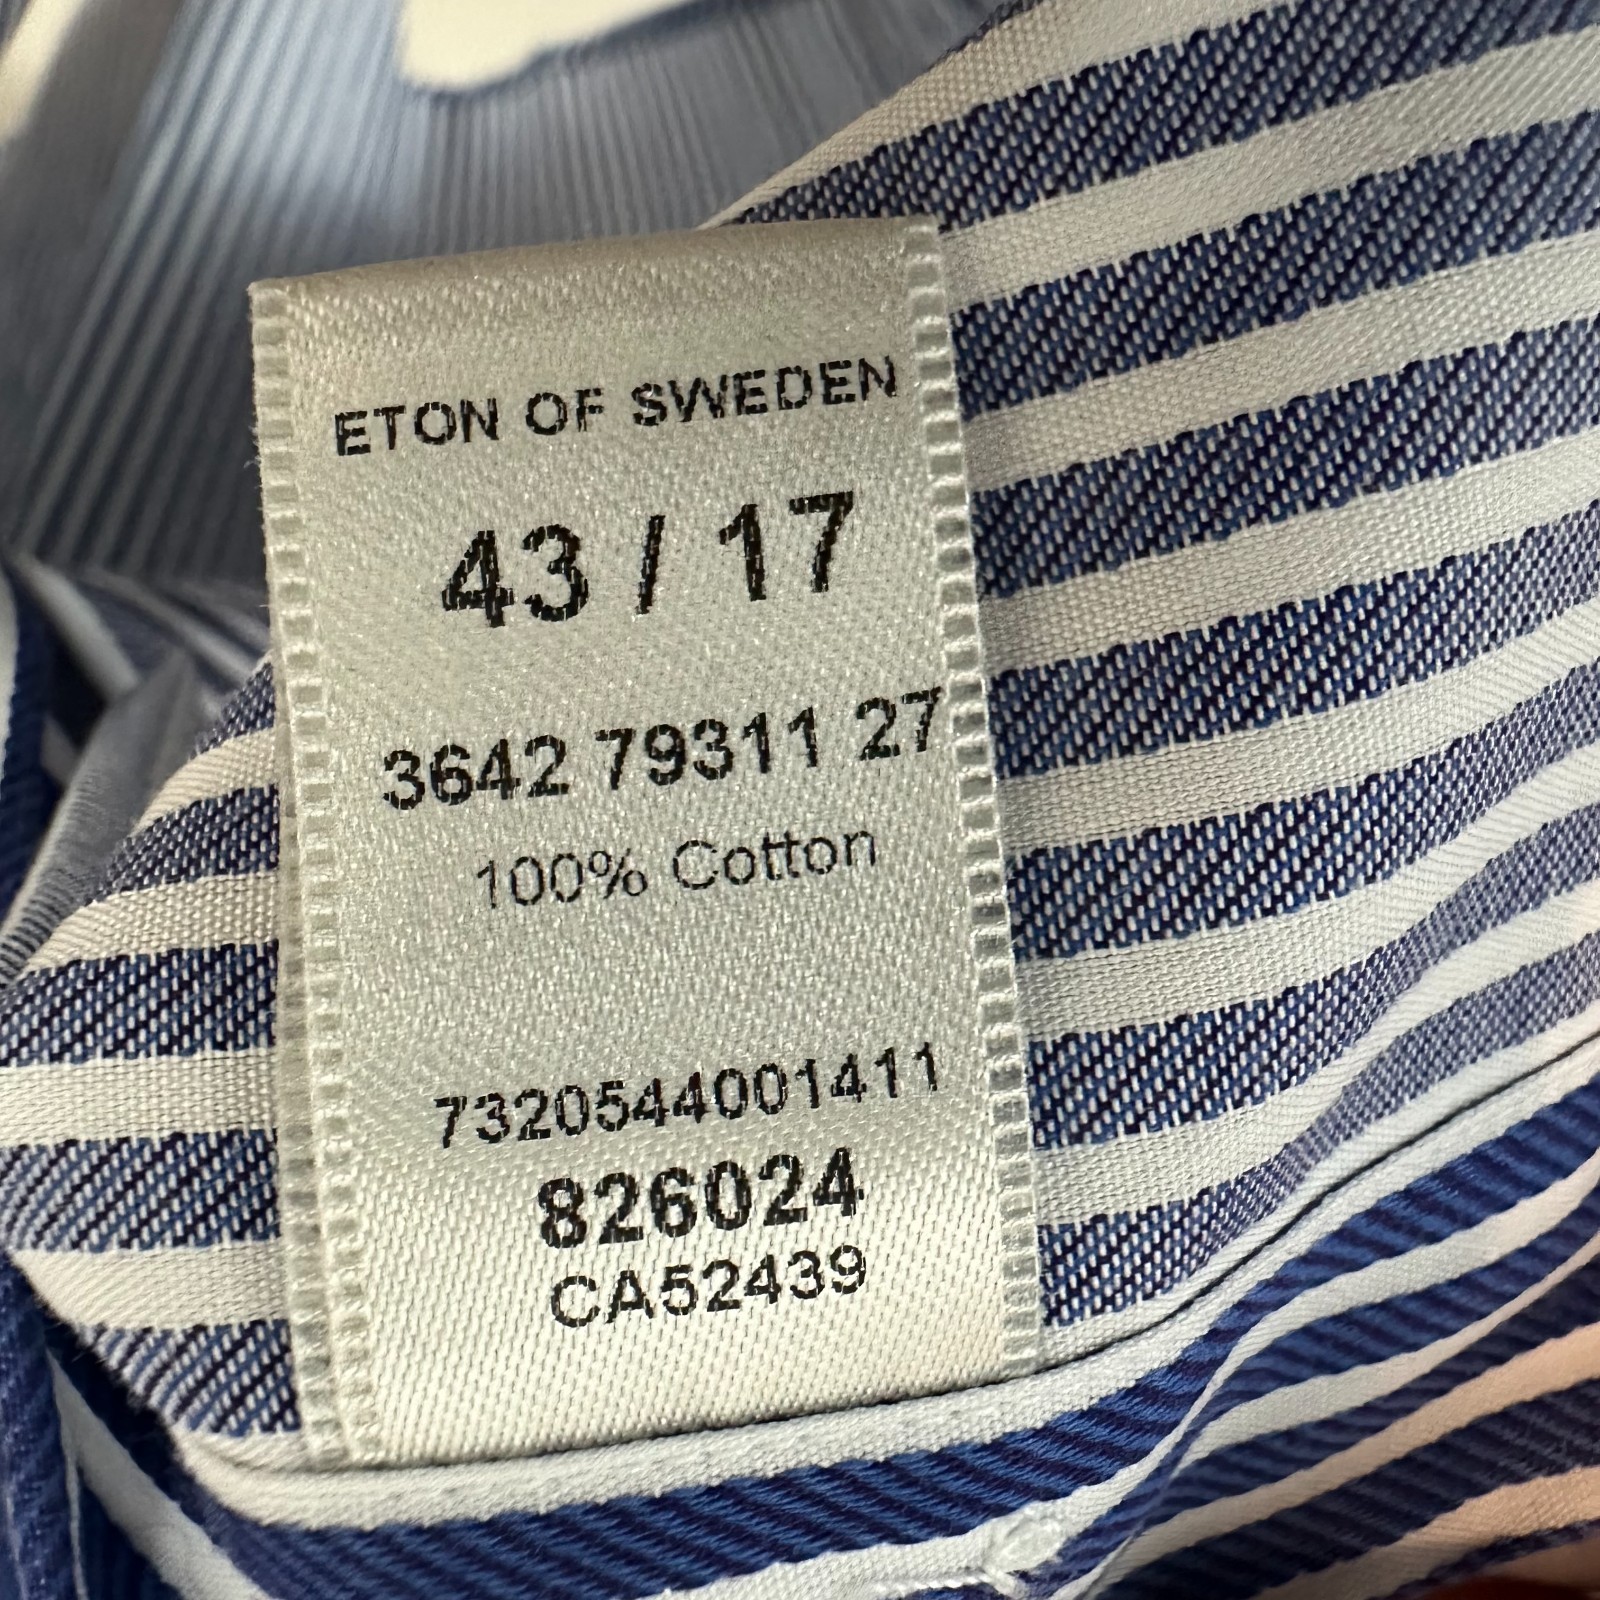 ETON OF SWEDEN
43 / 17
3642 79311 27
100% Cotton
7320544001411
826024
CA52439